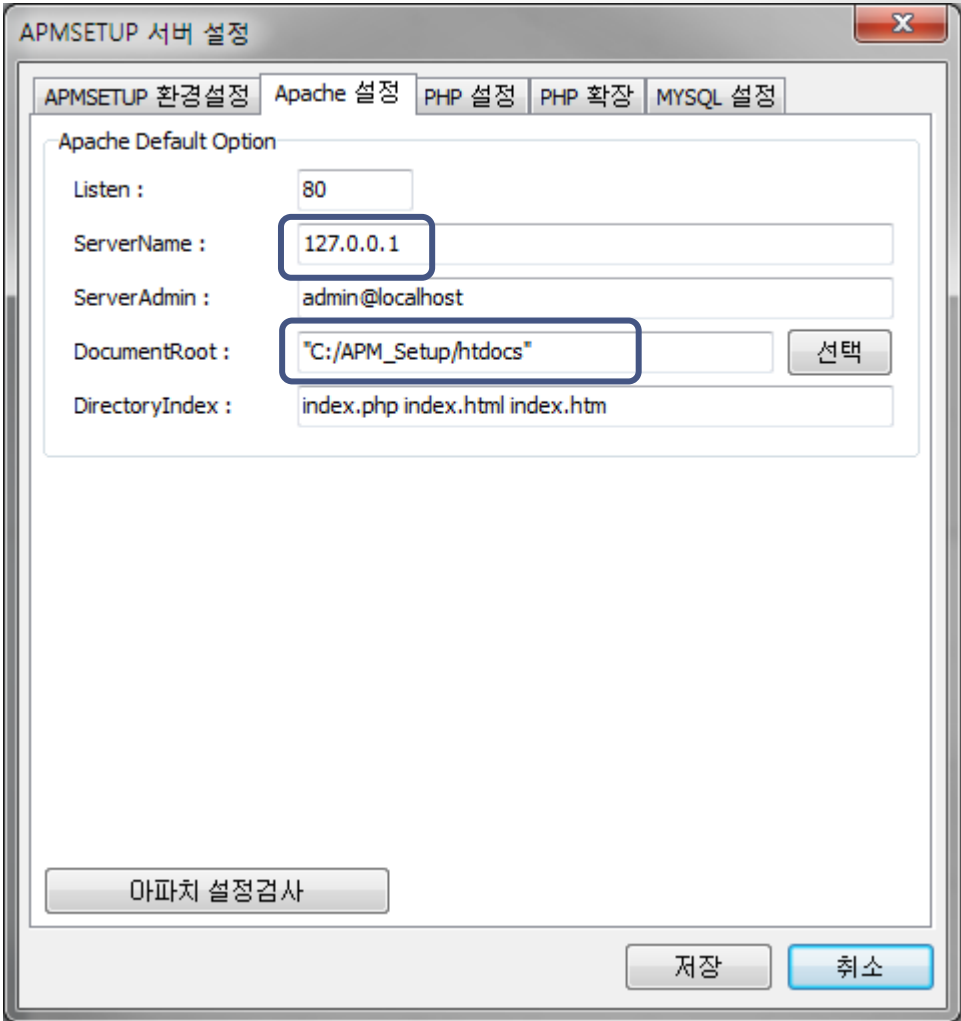 APMSETUP 서버 설정
APMSETUP 환경설정 Apache 설정 PHP 설정 PHP 확장 MYSQL 설정
Apache Default Option
Listen : 80
ServerName : 127.0.0.1
ServerAdmin : admin@localhost
DocumentRoot : "C:/APM_Setup/htdocs" 선택
DirectoryIndex : index.php index.html index.htm
아파치 설정검사
저장 취소